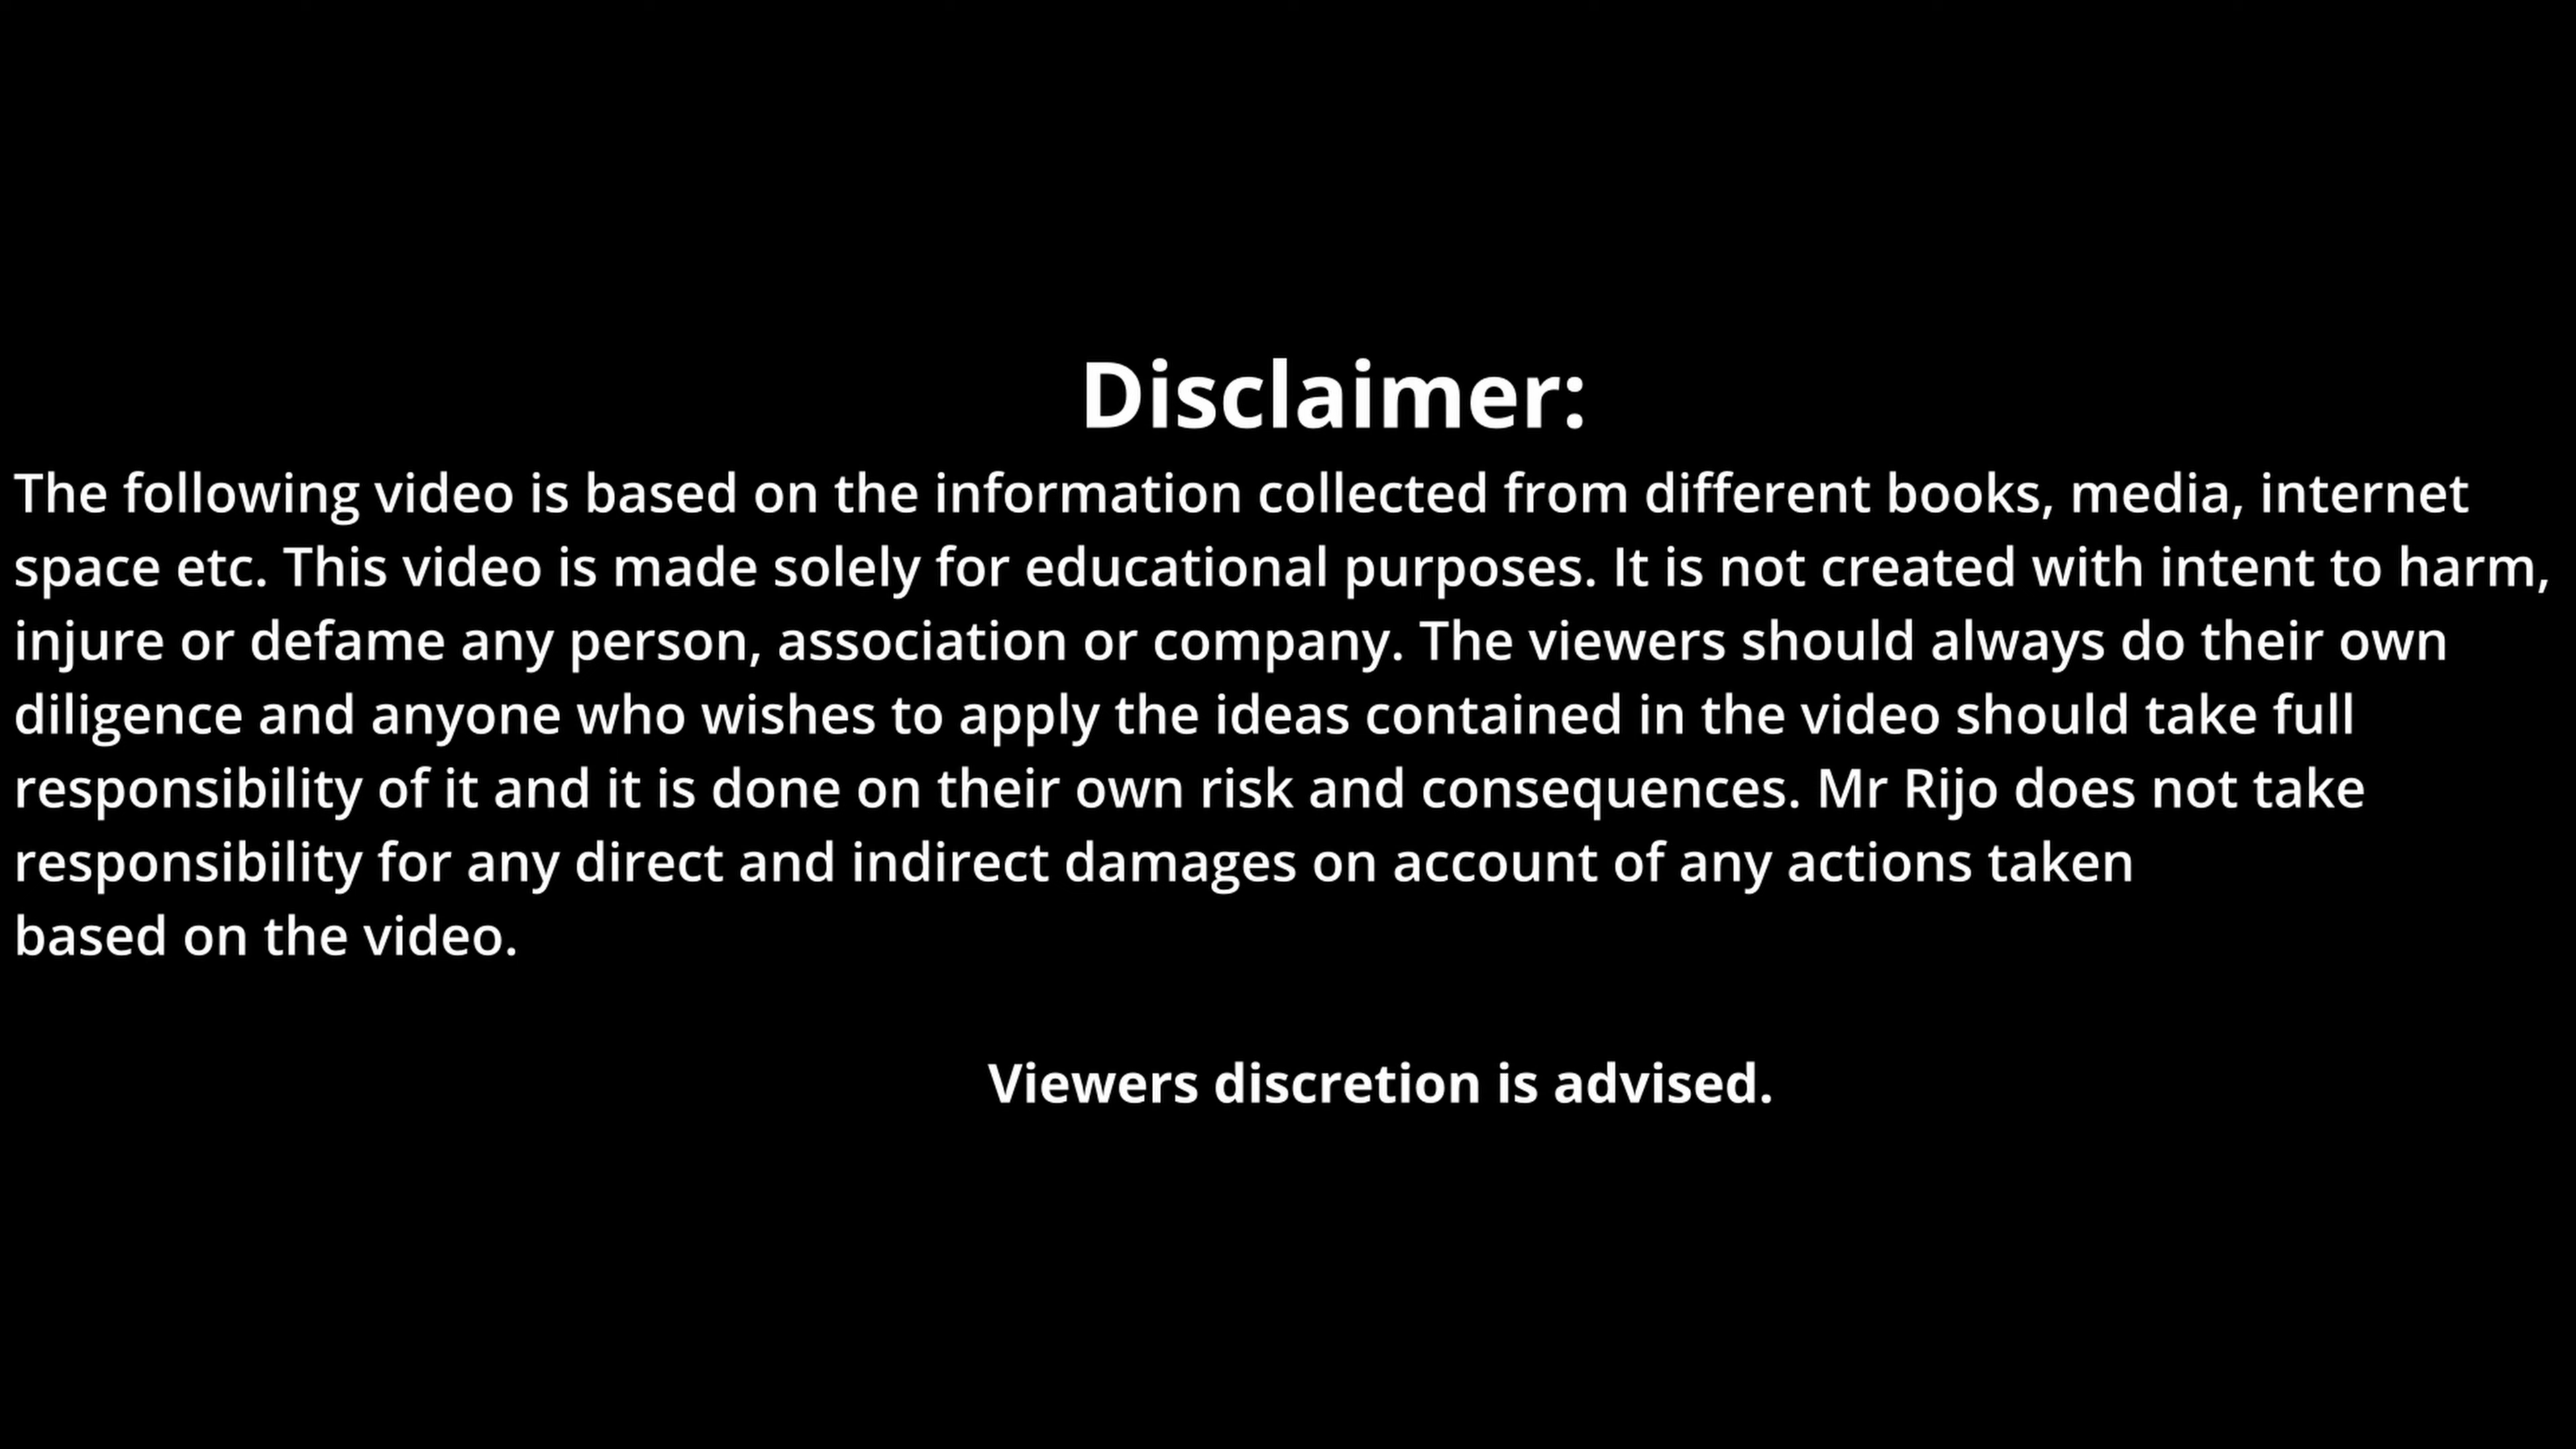 Disclaimer:
The following video is based on the information collected from different books, media, internet
space etc. This video is made solely for educational purposes. It is not created with intent to harm,
injure or defame any person, association or company. The viewers should always do their own
diligence and anyone who wishes to apply the ideas contained in the video should take full
responsibility of it and it is done on their own risk and consequences. Mr Rijo does not take
responsibility for any direct and indirect damages on account of any actions taken
based on the video.
Viewers discretion is advised.